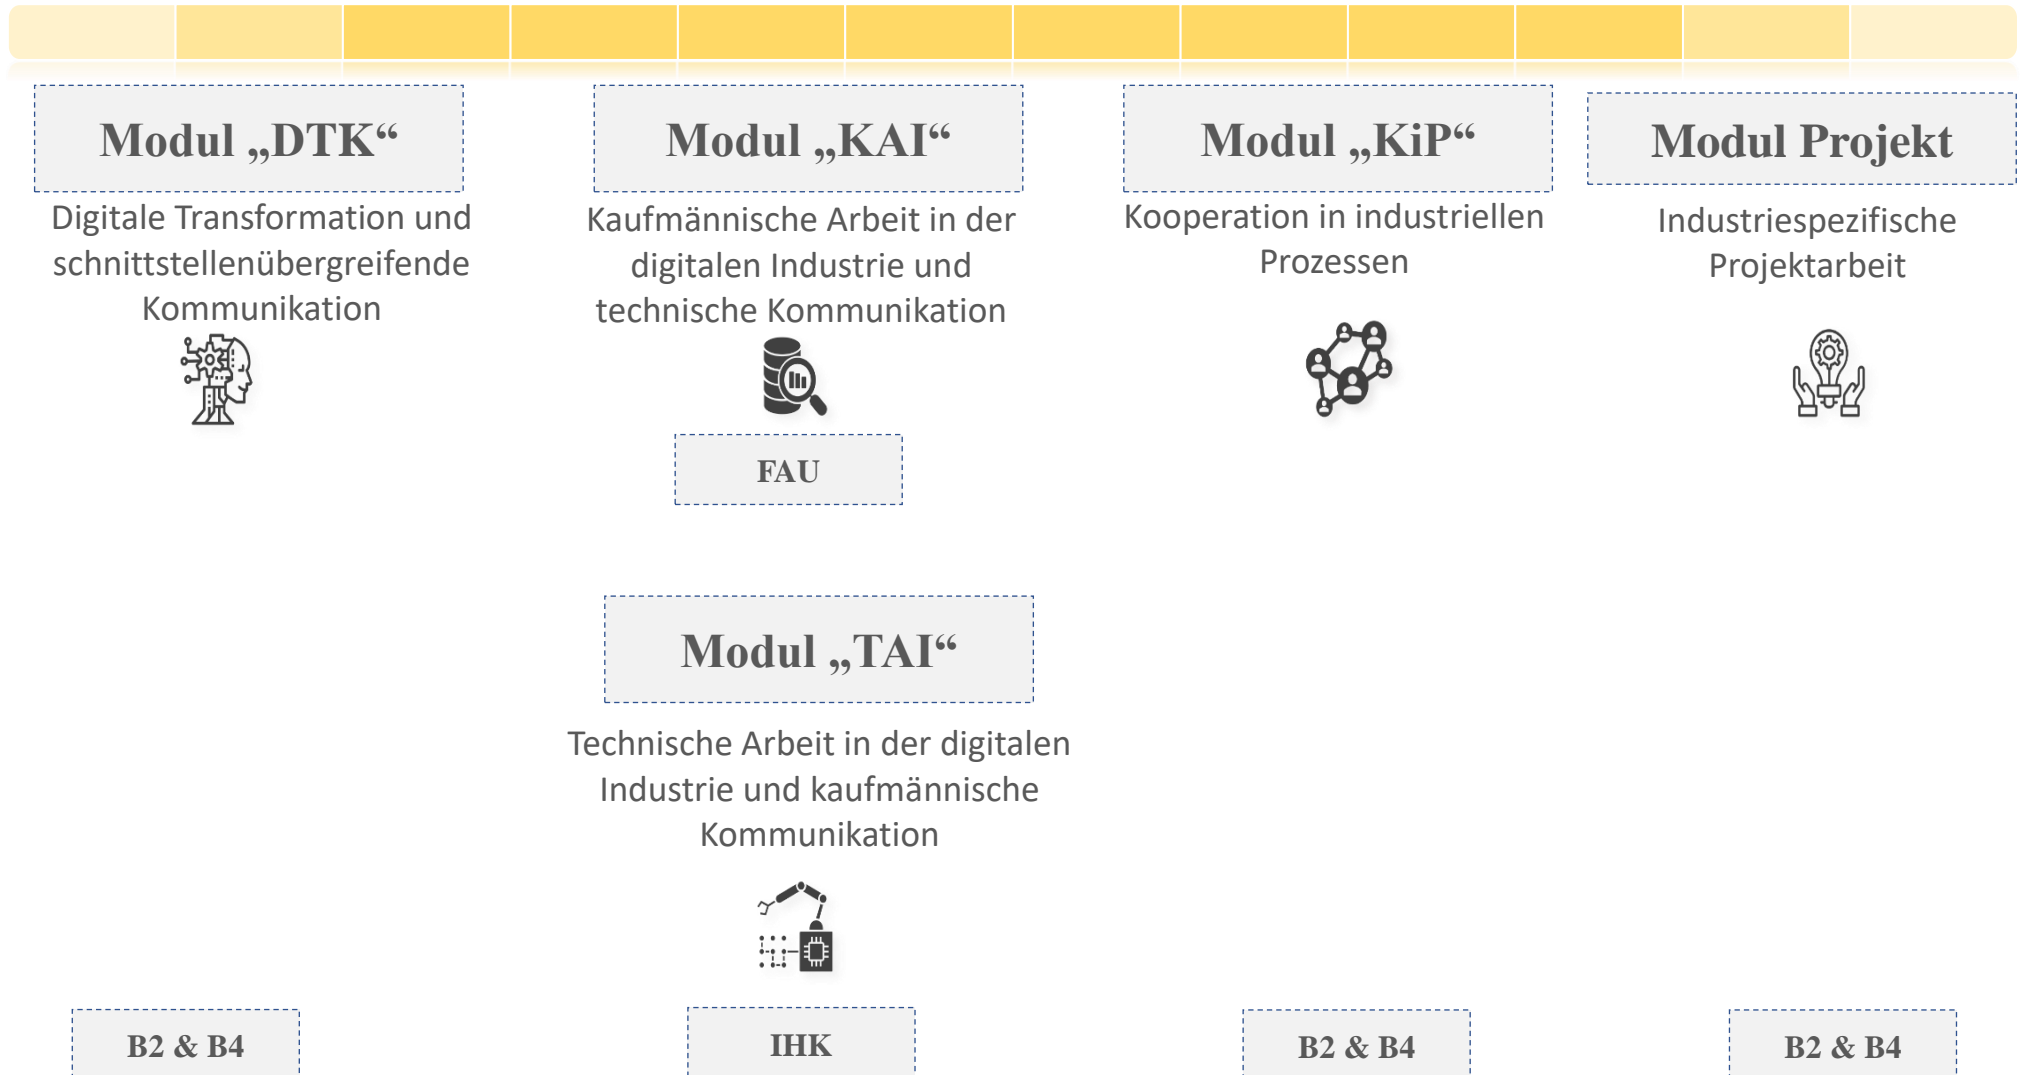 Modul „DTK“
Digitale Transformation und
schnittstellenübergreifende
Kommunikation
Modul „KAI“
Kaufmännische Arbeit in der
digitalen Industrie und
technische Kommunikation
FAU
Modul „KiP“
Kooperation in industriellen
Prozessen
Modul Projekt
Industriespezifische
Projektarbeit
Modul „TAI“
Technische Arbeit in der digitalen
Industrie und kaufmännische
Kommunikation
B2 & B4
IHK
B2 & B4
B2 & B4